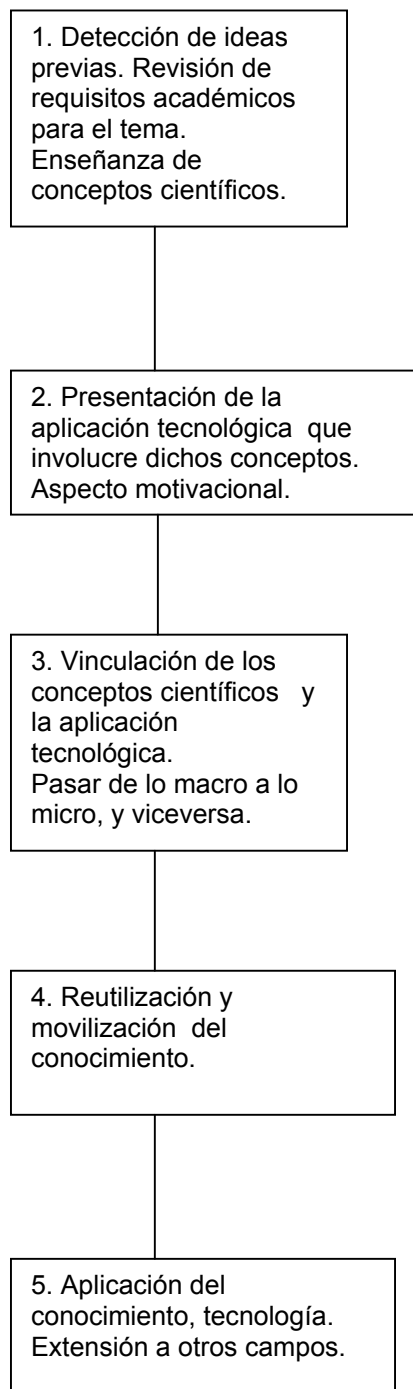 1. Detección de ideas
previas. Revisión de
requisitos académicos
para el tema.
Enseñanza de
conceptos científicos.
2. Presentación de la
aplicación tecnológica que
involucre dichos conceptos.
Aspecto motivacional.
3. Vinculación de los
conceptos científicos y
la aplicación
tecnológica.
Pasar de lo macro a lo
micro, y viceversa.
4. Reutilización y
movilización del
conocimiento.
5. Aplicación del
conocimiento, tecnología.
Extensión a otros campos.